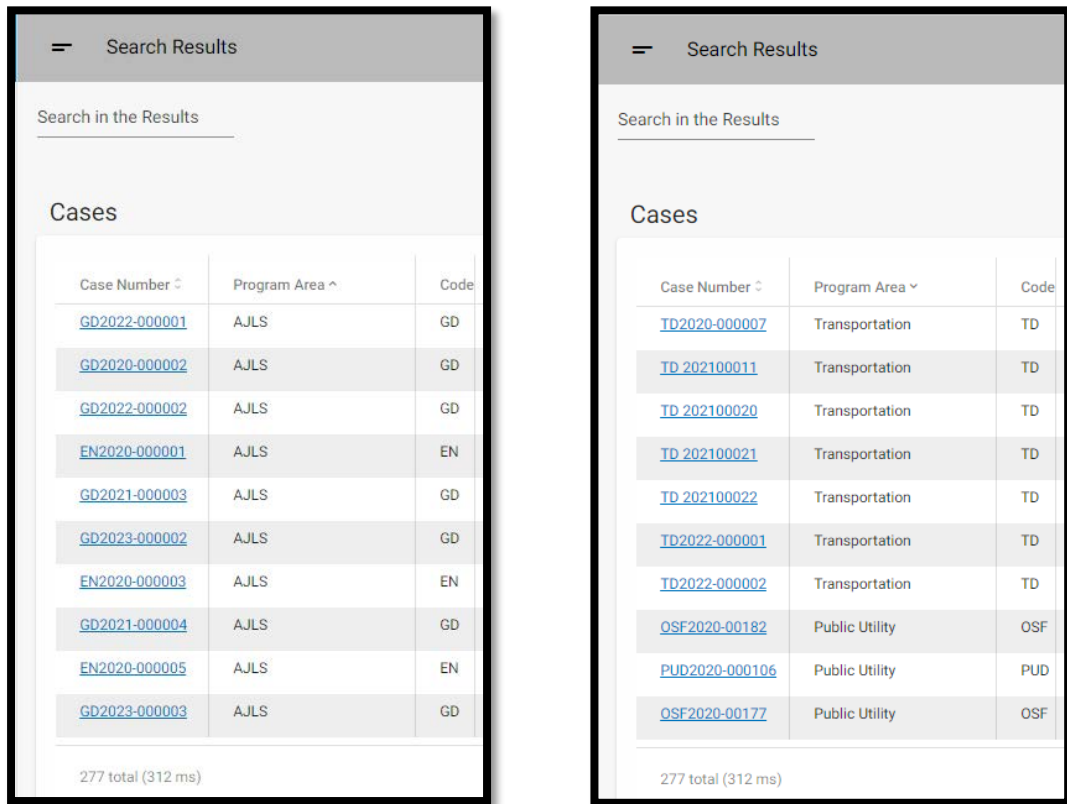 Search Results
Search in the Results
Cases
Case Number Program Area Code
GD2022-000001 AJLS GD
GD2020-000002 AJLS GD
GD2022-000002 AJLS GD
EN2020-000001 AJLS EN
GD2021-000003 AJLS GD
GD2023-000002 AJLS GD
EN2020-000003 AJLS EN
GD2021-000004 AJLS GD
EN2020-000005 AJLS EN
GD2023-000003 AJLS GD
277 total (312 ms)
Search Results
Search in the Results
Cases
Case Number Program Area Code
TD2020-000007 Transportation TD
TD 202100011 Transportation TD
TD 202100020 Transportation TD
TD 202100021 Transportation TD
TD 202100022 Transportation TD
TD2022-000001 Transportation TD
TD2022-000002 Transportation TD
OSF2020-00182 Public Utility OSF
PUD2020-000106 Public Utility PUD
OSF2020-00177 Public Utility OSF
277 total (312 ms)